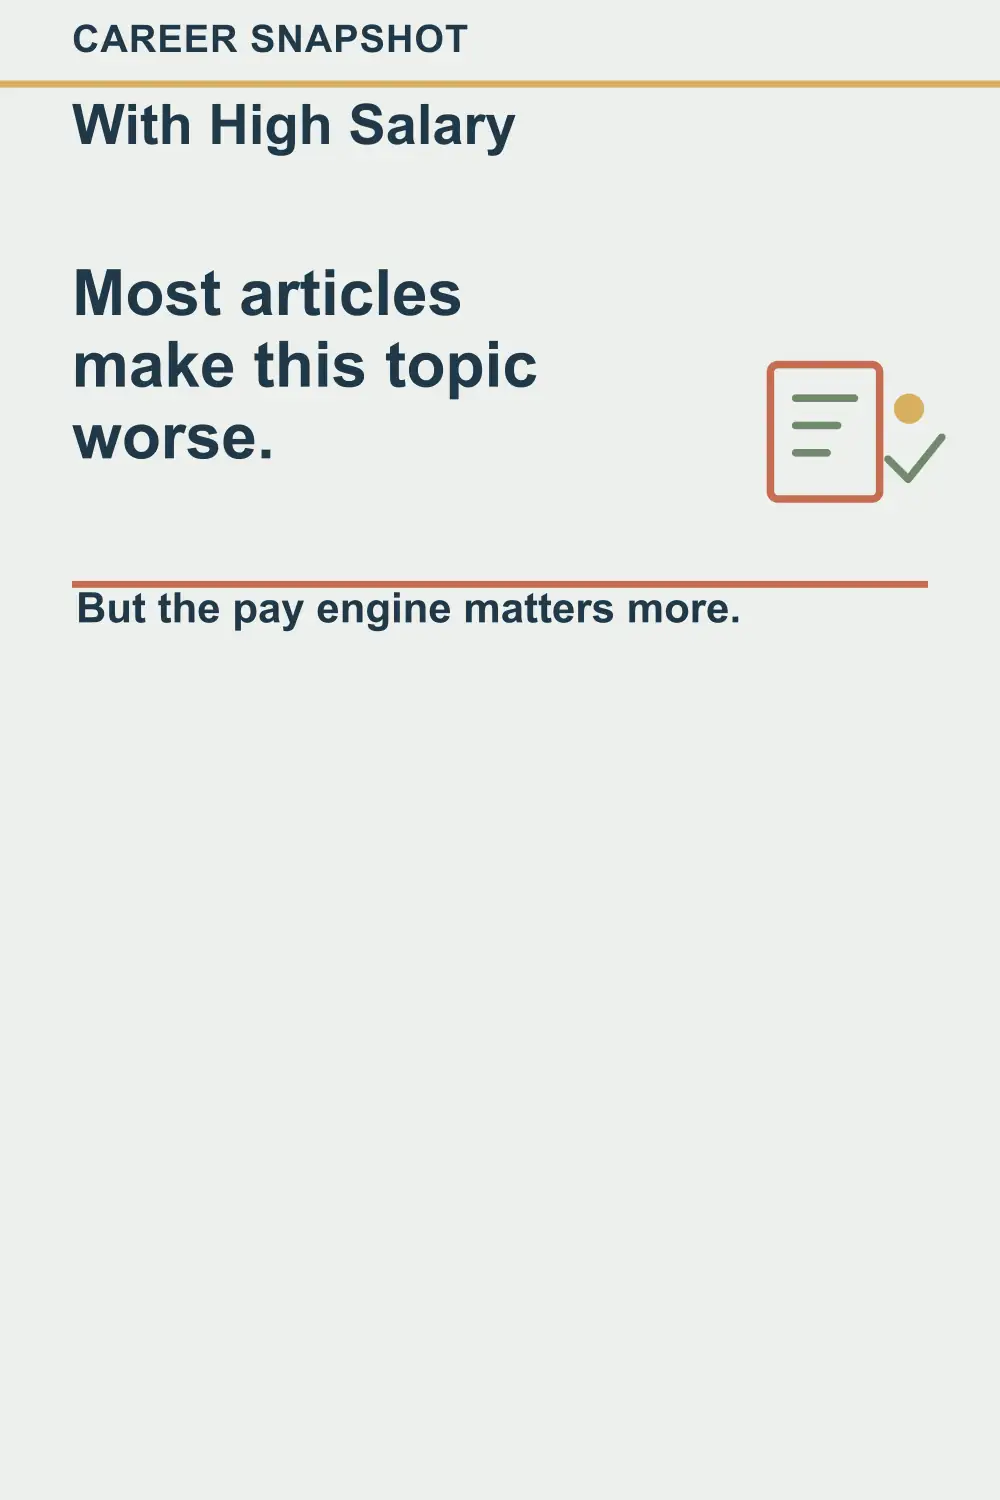 CAREER SNAPSHOT
With High Salary
Most articles
make this topic
worse.
But the pay engine matters more.